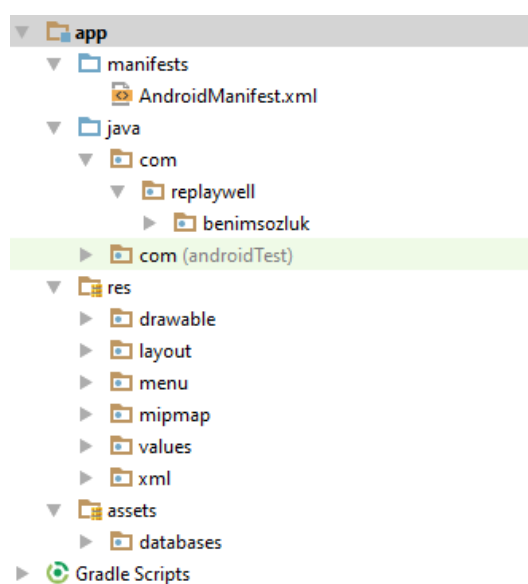 app
manifests
AndroidManifest.xml
java
com
replaywell
benimsozluk
com (androidTest)
res
drawable
layout
menu
mipmap
values
xml
assets
databases
Gradle Scripts